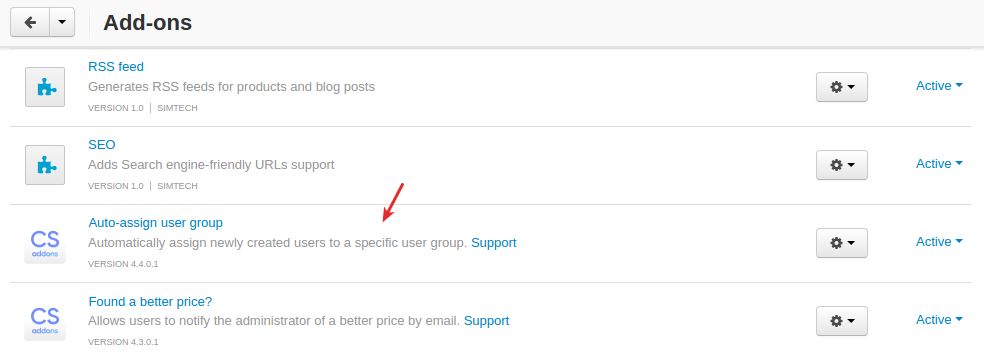 Add-ons
RSS feed
Generates RSS feeds for products and blog posts
VERSION 1.0 | SIMTECH
Active
SEO
Adds Search engine-friendly URLs support
VERSION 1.0 | SIMTECH
Active
CS
addons
Auto-assign user group
Automatically assign newly created users to a specific user group. Support
VERSION 4.4.0.1
Active
CS
addons
Found a better price?
Allows users to notify the administrator of a better price by email. Support
VERSION 4.3.0.1
Active